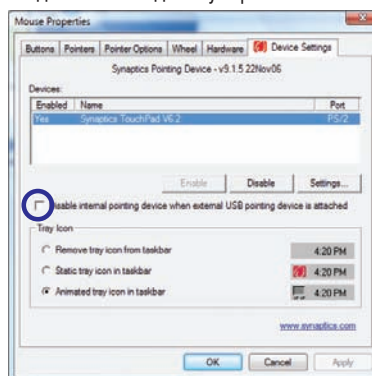 Mouse Properties
Buttons Pointers Pointer Options Wheel Hardware Device Settings
Synaptics Pointing Device - v9.1.5 22Nov06
Devices:
Enabled Name Port
Yes Synaptics TouchPad V6.2 PS/2
Enable Disable Settings...
Disable internal pointing device when external USB pointing device is attached
Tray Icon
Remove tray icon from taskbar 4:20 PM
Static tray icon in taskbar 4:20 PM
Animated tray icon in taskbar 4:20 PM
www.synaptics.com
OK Cancel Apply